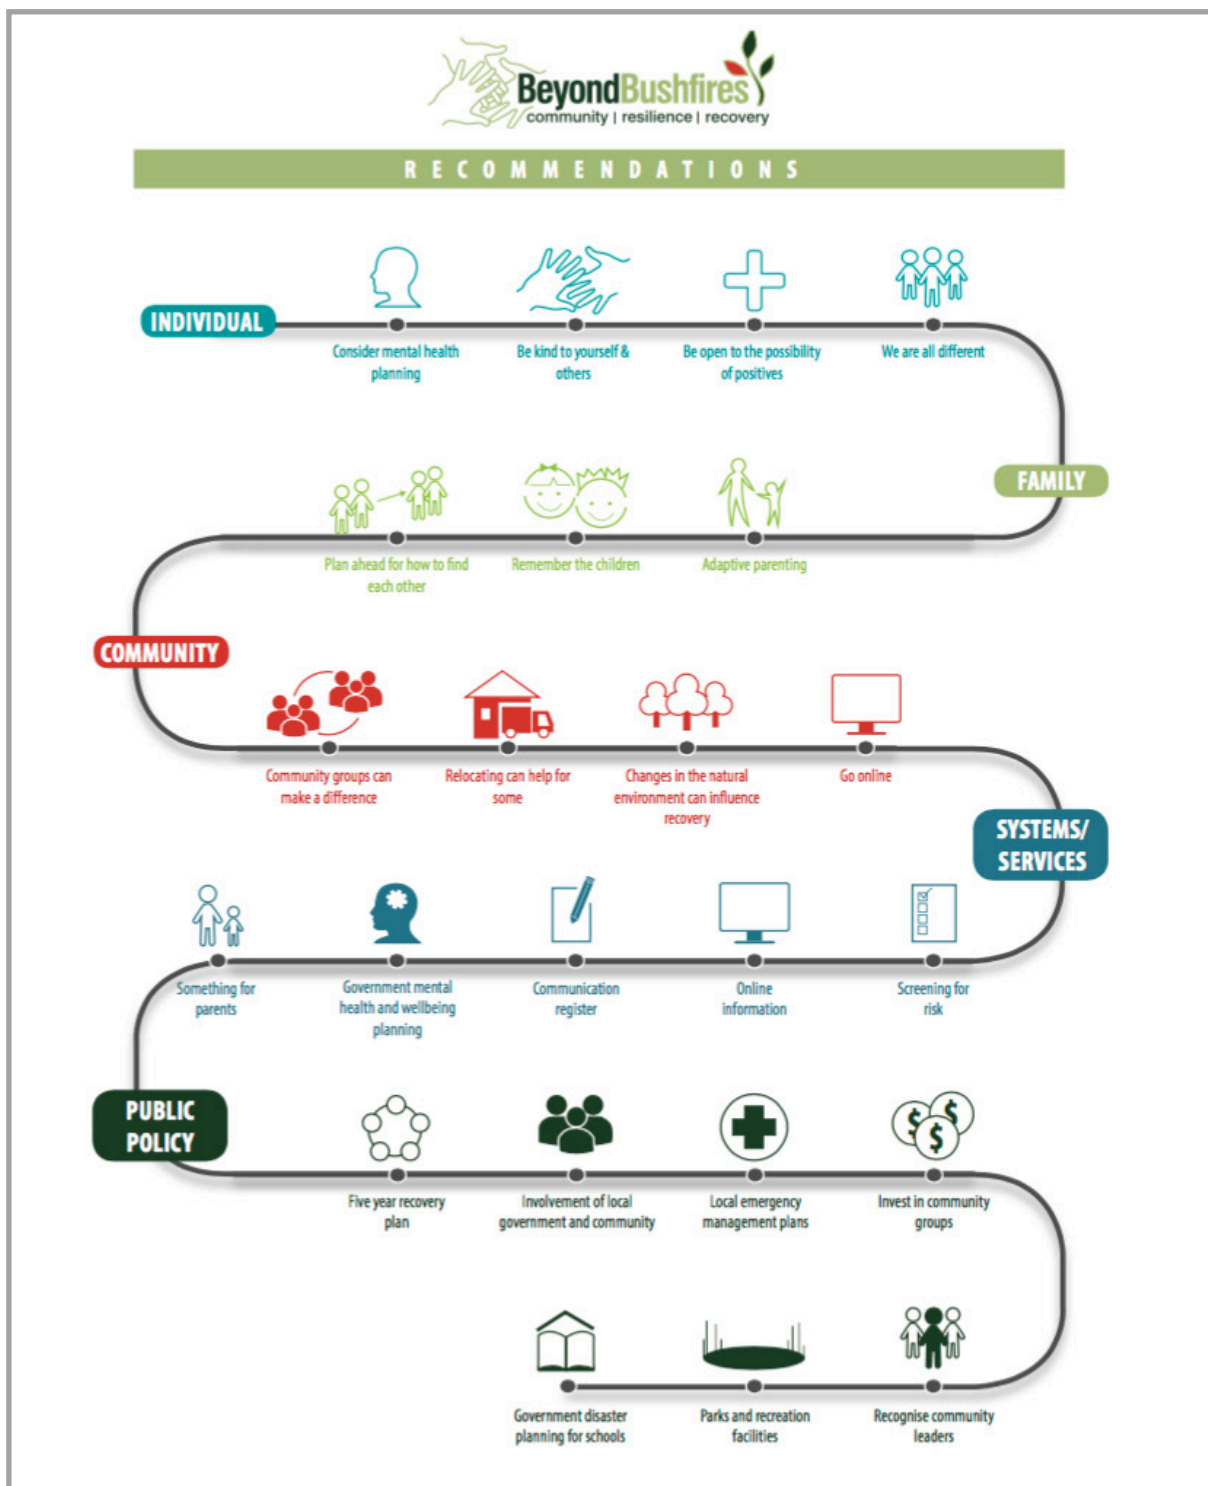 BeyondBushfires
community | resilience | recovery
RECOMMENDATIONS
INDIVIDUAL
Consider mental health
planning
Be kind to yourself &
others
Be open to the possibility
of positives
We are all different
FAMILY
Plan ahead for how to find
each other
Remember the children
Adaptive parenting
COMMUNITY
Community groups can
make a difference
Relocating can help for
some
Changes in the natural
environment can influence
recovery
Go online
SYSTEMS/
SERVICES
Something for
parents
Government mental
health and wellbeing
planning
Communication
register
Online
information
Screening for
risk
PUBLIC
POLICY
$ $ $
Five year recovery
plan
Involvement of local
government and community
Local emergency
management plans
Invest in community
groups
Government disaster
planning for schools
Parks and recreation
facilities
Recognise community
leaders